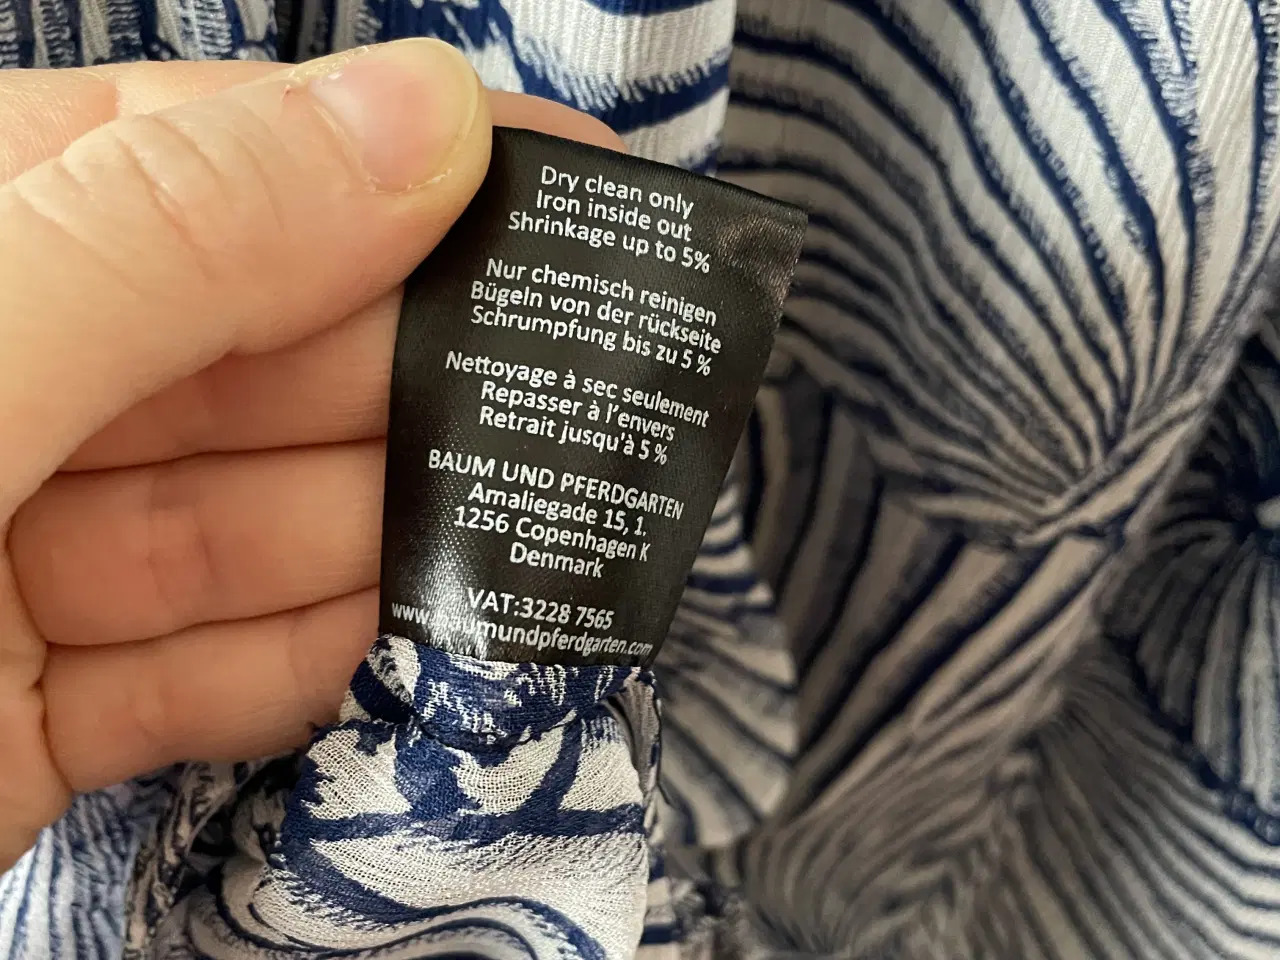 Dry clean only
Iron inside out
Shrinkage up to 5%
Nur chemisch reinigen
Bügeln von der rückseite
Schrumpfung bis zu 5 %
Nettoyage à sec seulement
Repasser à l'envers
Retrait jusqu'à 5 %
BAUM UND PFERDGARTEN
Amaliegade 15, 1.
1256 Copenhagen K
Denmark
VAT:3228 7565
www.baumundpferdgarten.com